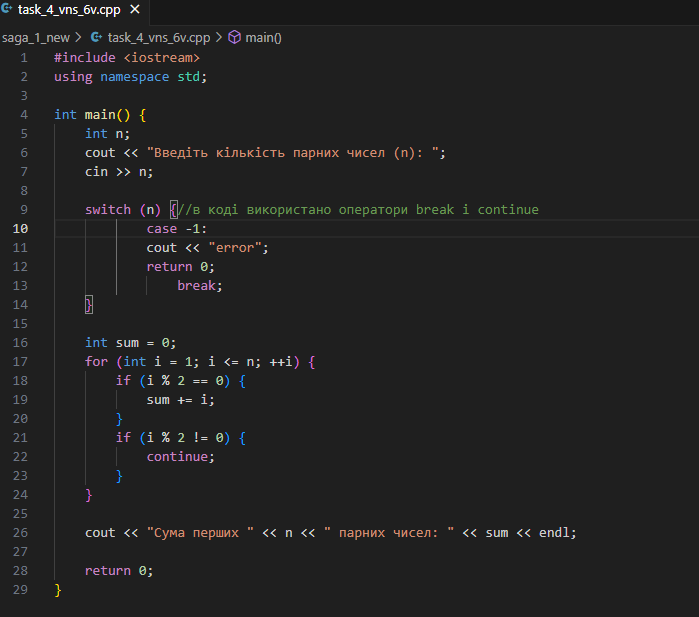 task_4_vns_6v.cpp
saga_1_new > task_4_vns_6v.cpp > main()
1 #include <iostream>
2 using namespace std;
3
4 int main() {
5 int n;
6 cout << "Введіть кількість парних чисел (n): ";
7 cin >> n;
8
9 switch (n) {//в коді використано оператори break i continue
10 case -1:
11 cout << "error";
12 return 0;
13 break;
14 }
15
16 int sum = 0;
17 for (int i = 1; i <= n; ++i) {
18 if (i % 2 == 0) {
19 sum += i;
20 }
21 if (i % 2 != 0) {
22 continue;
23 }
24 }
25
26 cout << "Сума перших " << n << " парних чисел: " << sum << endl;
27
28 return 0;
29 }